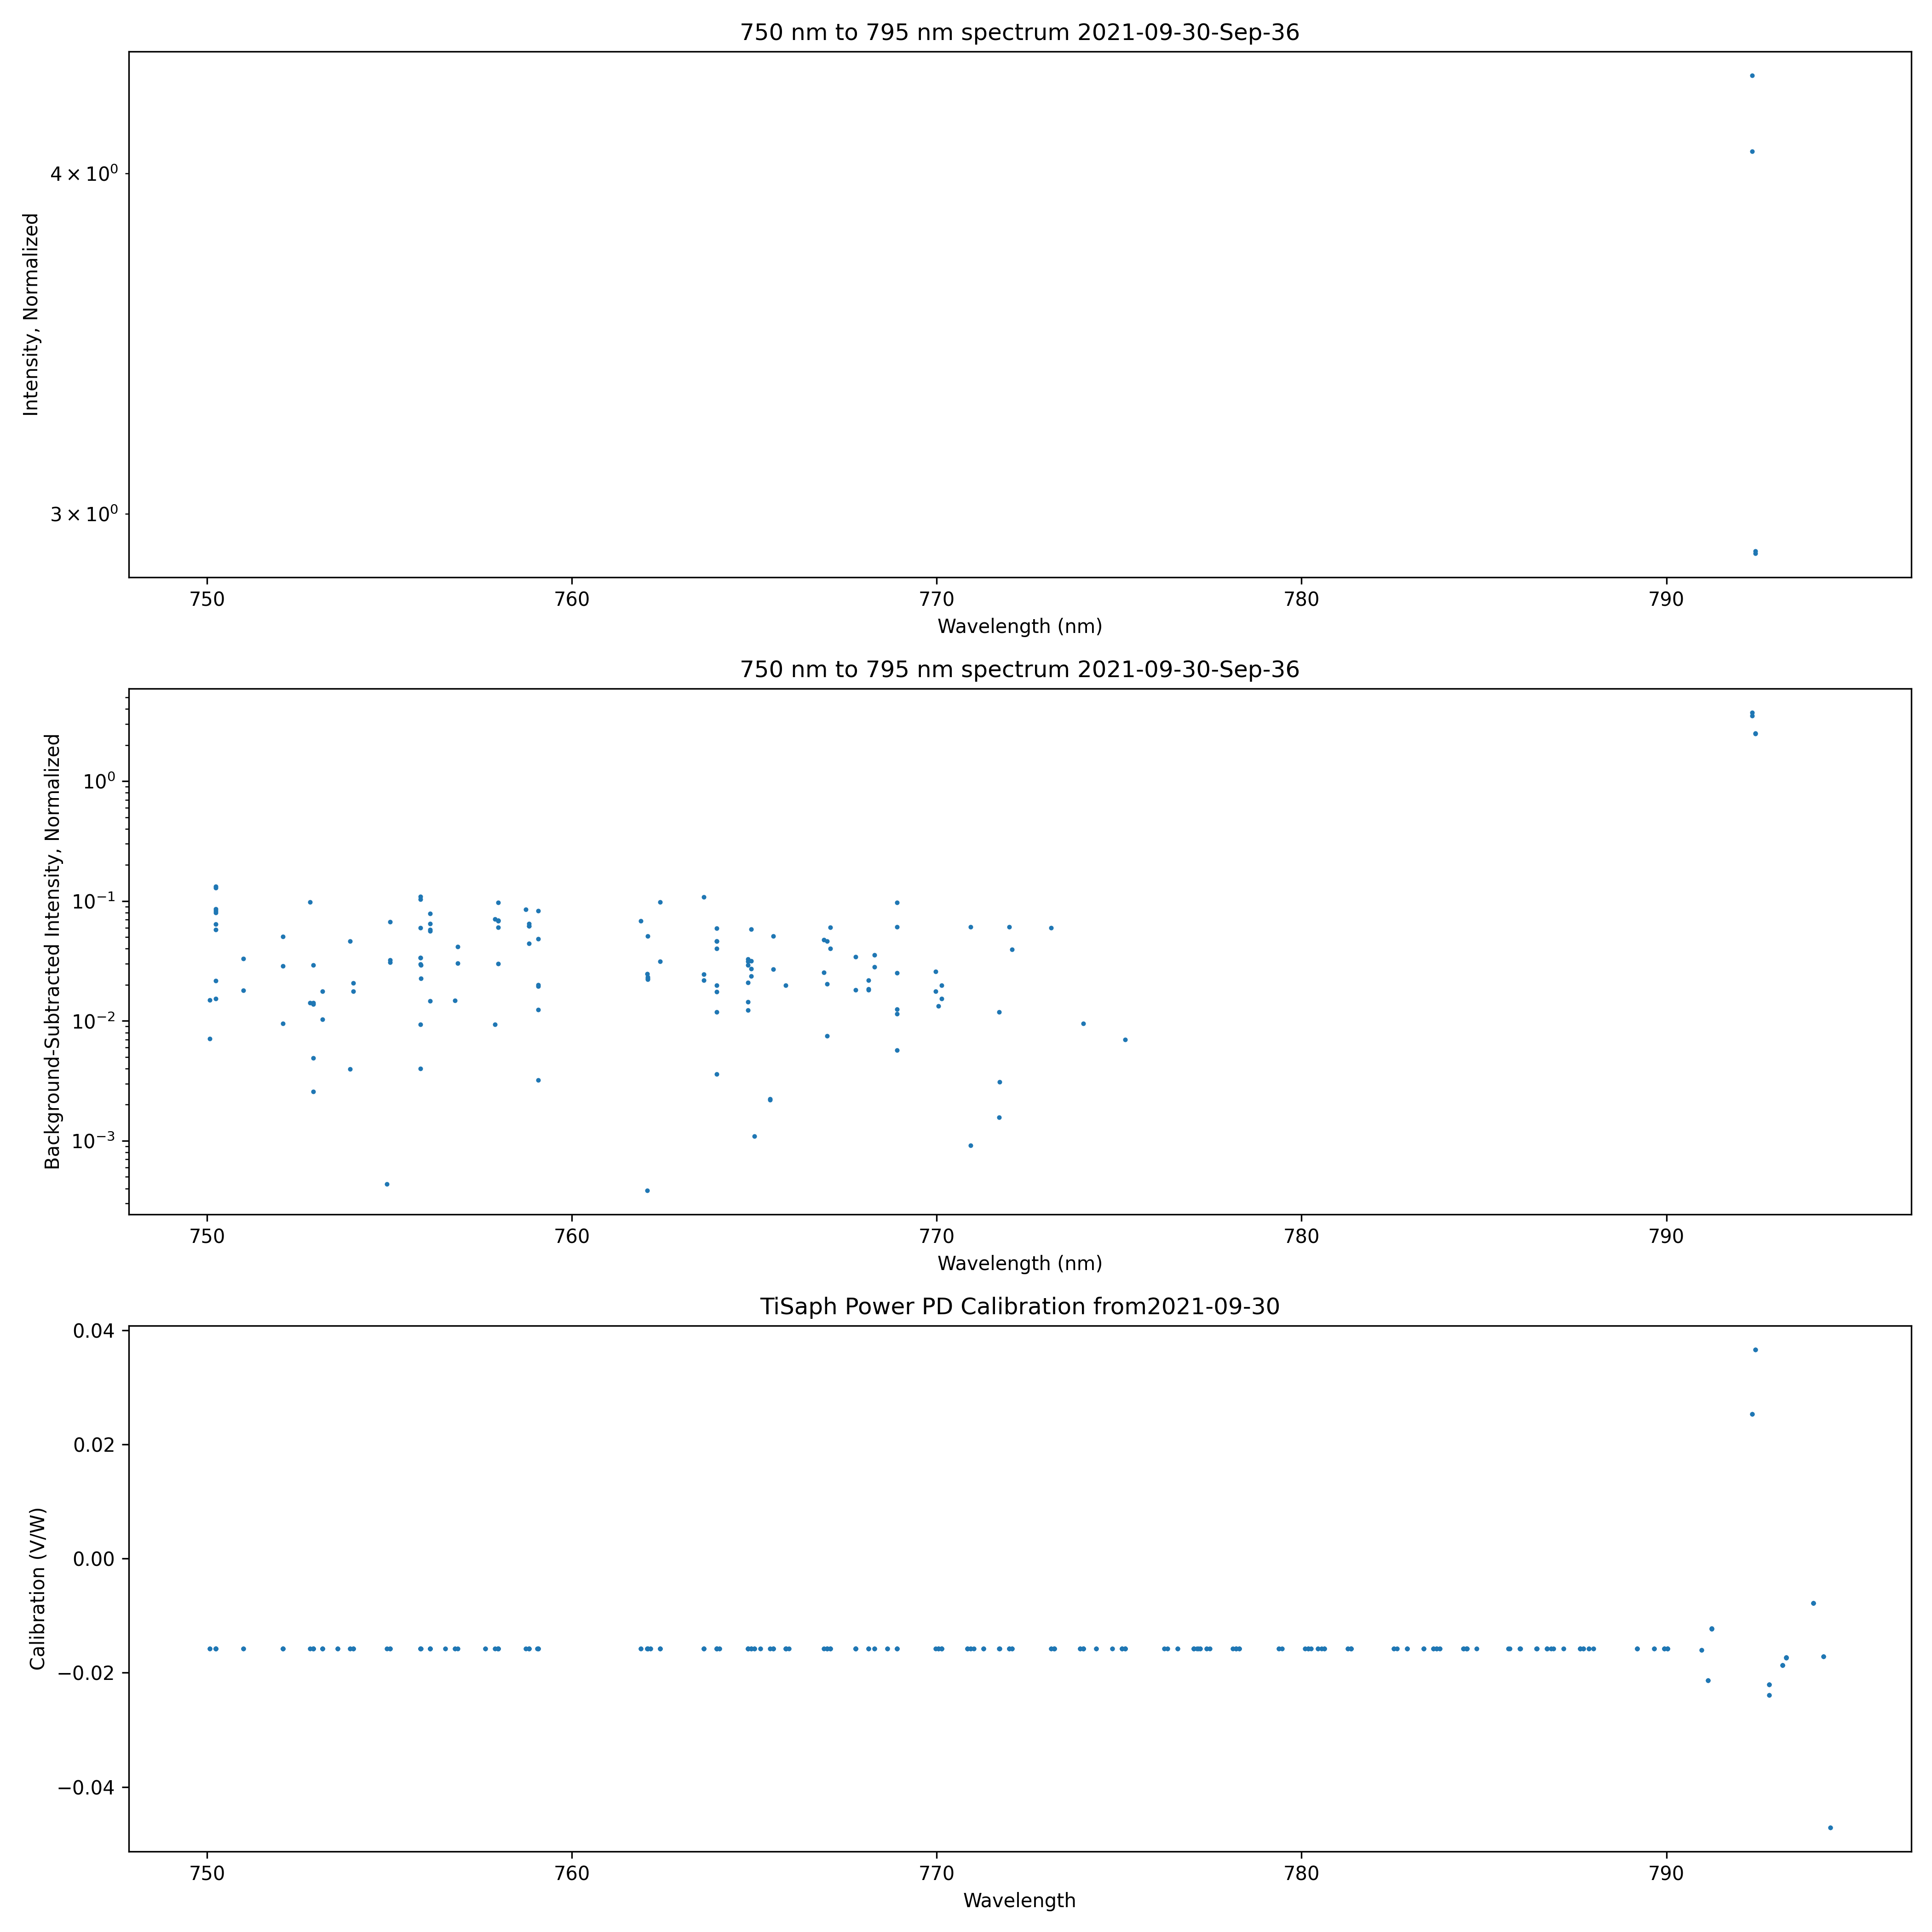 750 nm to 795 nm spectrum 2021-09-30-Sep-36
4 × 10⁰
3 × 10⁰
Intensity, Normalized
750 760 770 780 790
Wavelength (nm)
750 nm to 795 nm spectrum 2021-09-30-Sep-36
10⁰
10⁻¹
10⁻²
10⁻³
Background-Subtracted Intensity, Normalized
750 760 770 780 790
Wavelength (nm)
TiSaph Power PD Calibration from2021-09-30
0.04
0.02
0.00
−0.02
−0.04
Calibration (V/W)
750 760 770 780 790
Wavelength